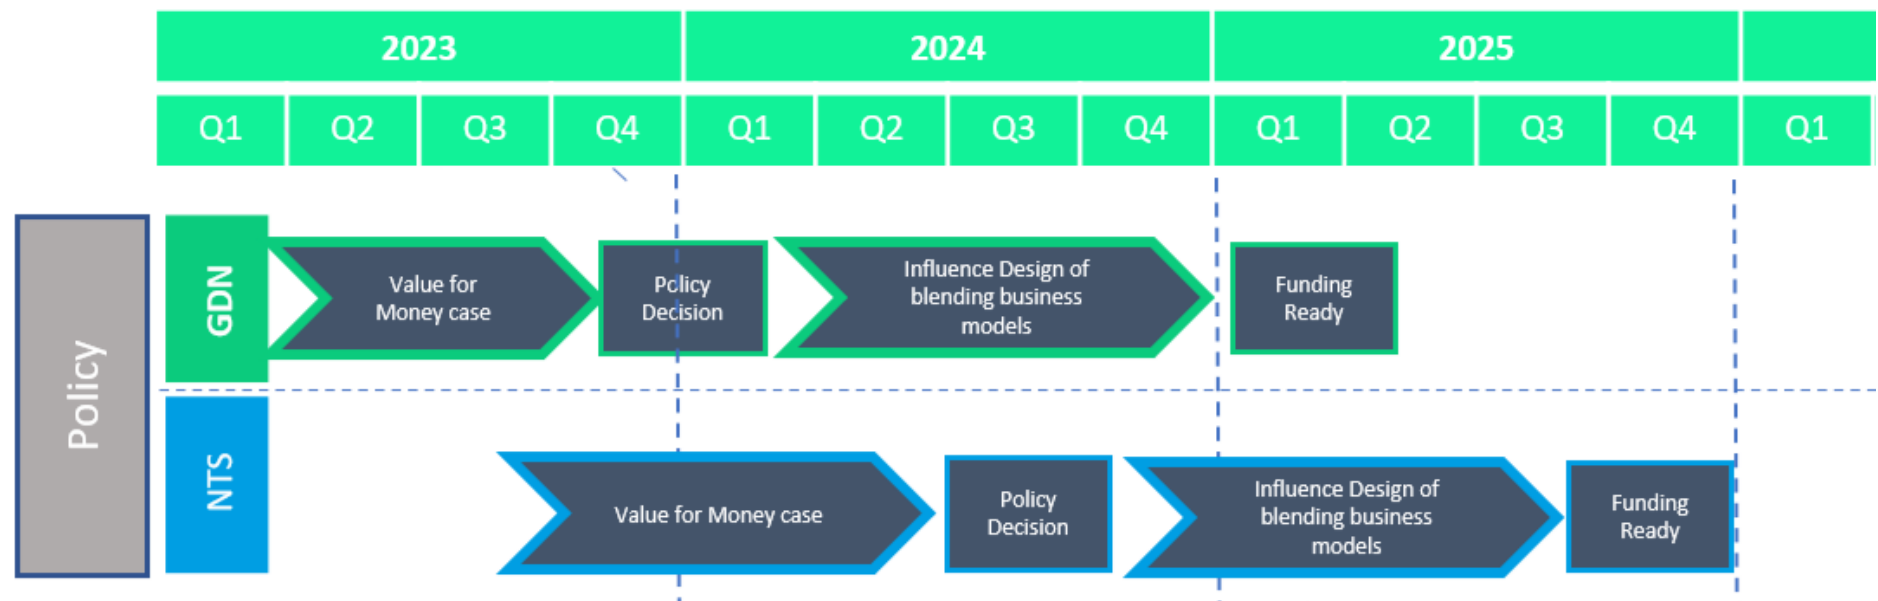 2023 2024 2025
Q1 Q2 Q3 Q4 Q1 Q2 Q3 Q4 Q1 Q2 Q3 Q4 Q1
Policy
GDN
Value for
Money case
Policy
Decision
Influence Design of
blending business
models
Funding
Ready
NTS
Value for Money case
Policy
Decision
Influence Design of
blending business
models
Funding
Ready